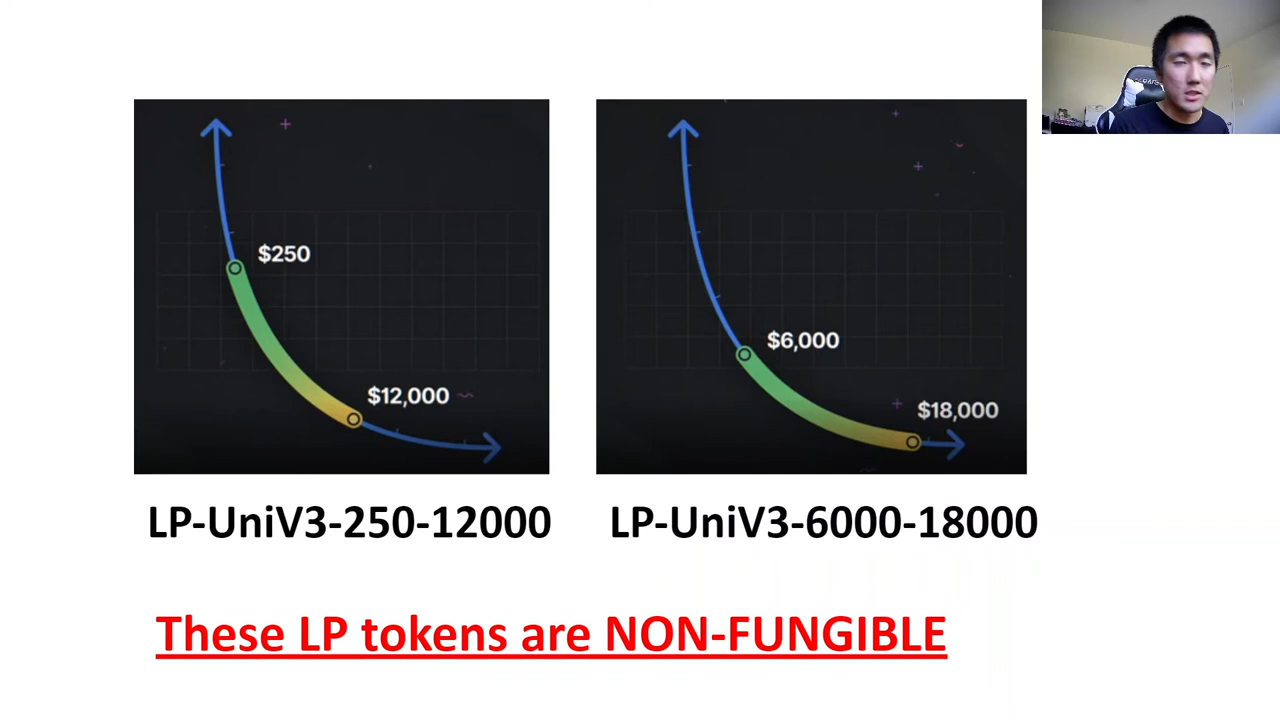 $250
$12,000
$6,000
$18,000
LP-UniV3-250-12000
LP-UniV3-6000-18000
These LP tokens are NON-FUNGIBLE